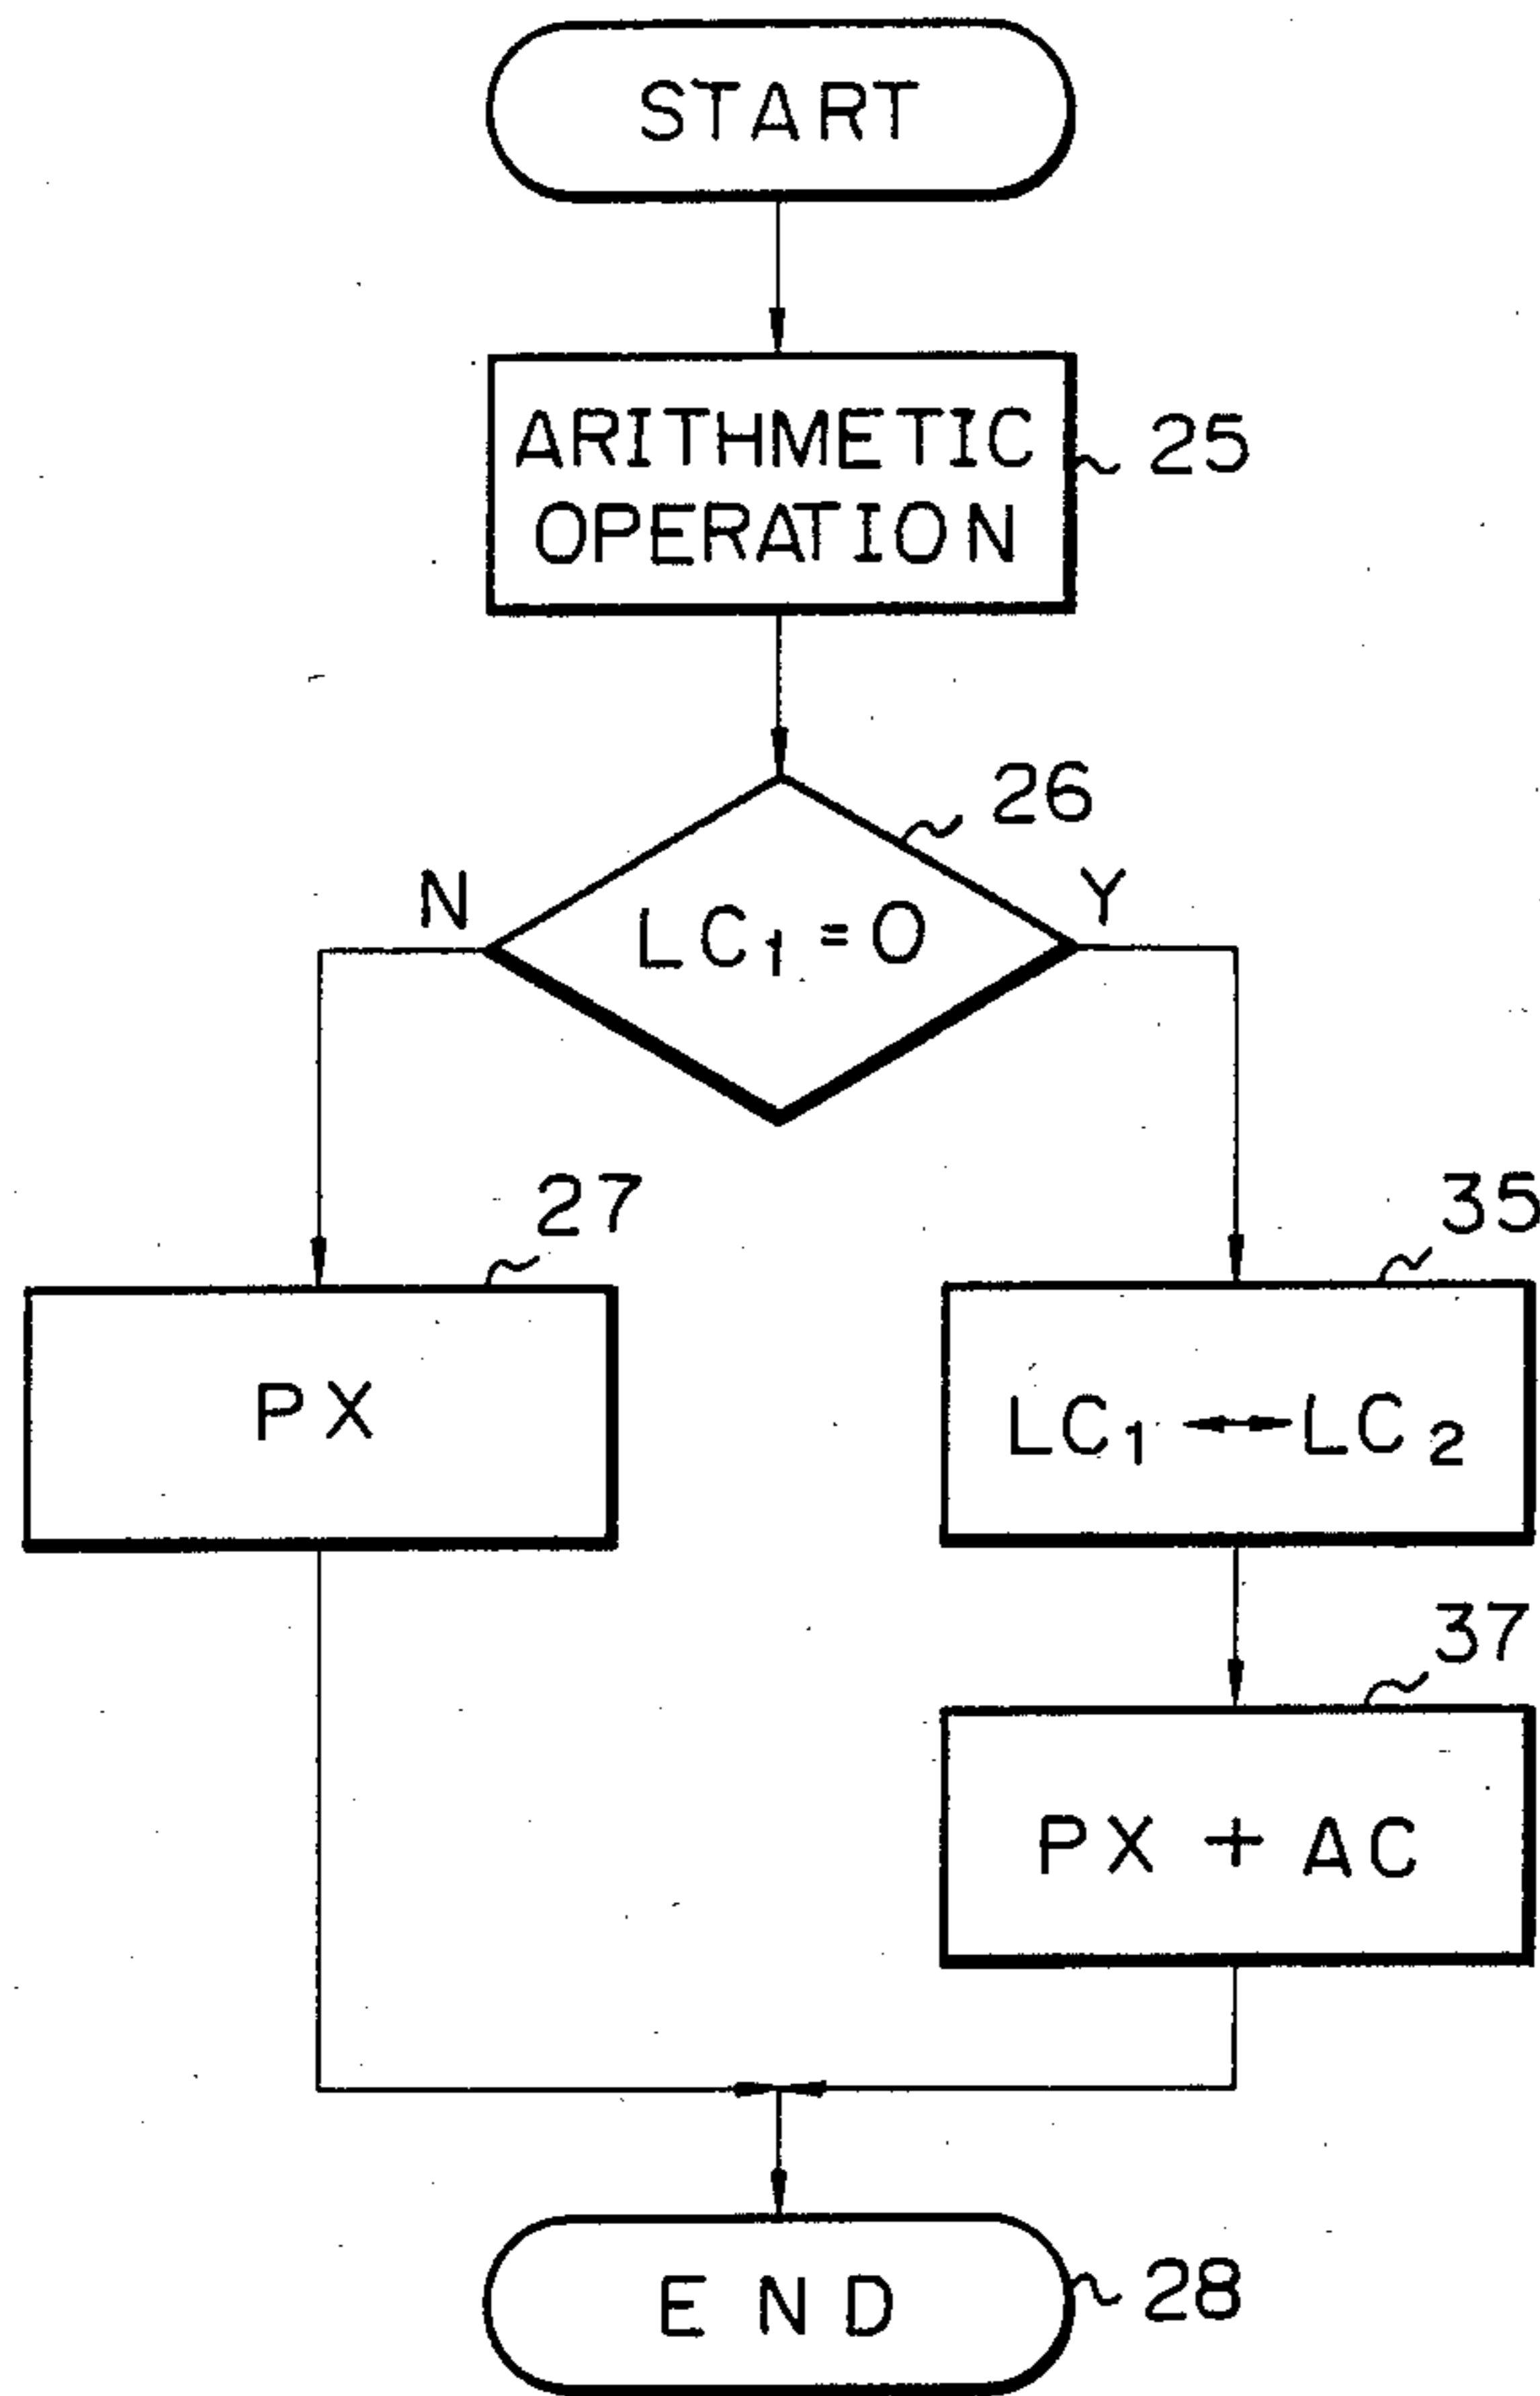 START
ARITHMETIC
OPERATION
25
26
N
Y
LC₁=0
27
35
PX
LC₁↔LC₂
37
PX + AC
END
28